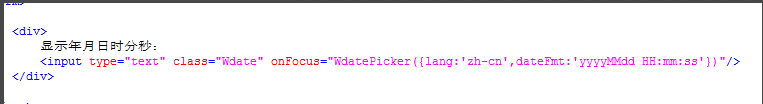 <div>
显示年月日时分秒：
<input type="text" class="Wdate" onFocus="WdatePicker({lang:'zh-cn',dateFmt:'yyyyMMdd HH:mm:ss'})"/>
</div>